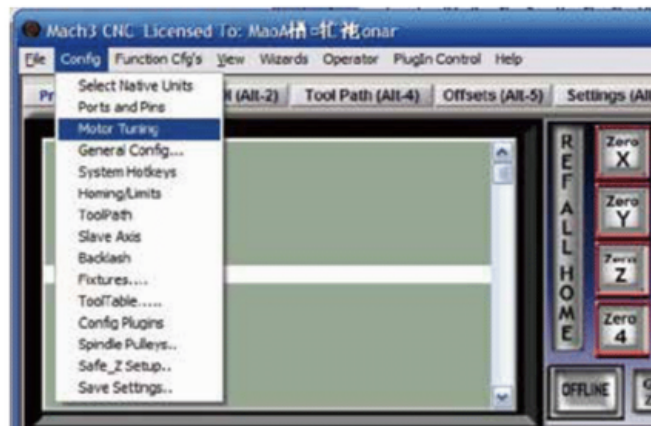 Mach3 CNC Licensed To:
File Config Function Cfg's View Wizards Operator PlugIn Control Help
(Alt-2) Tool Path (Alt-4) Offsets (Alt-5) Settings
Select Native Units
Ports and Pins
Motor Tuning
General Config...
System Hotkeys
Homing/Limits
ToolPath
Slave Axis
Backlash
Fixtures....
ToolTable.....
Config Plugins
Spindle Pulleys..
Safe_Z Setup..
Save Settings..
REF ALL HOME
Zero
X
Zero
Y
Zero
Z
Zero
4
OFFLINE